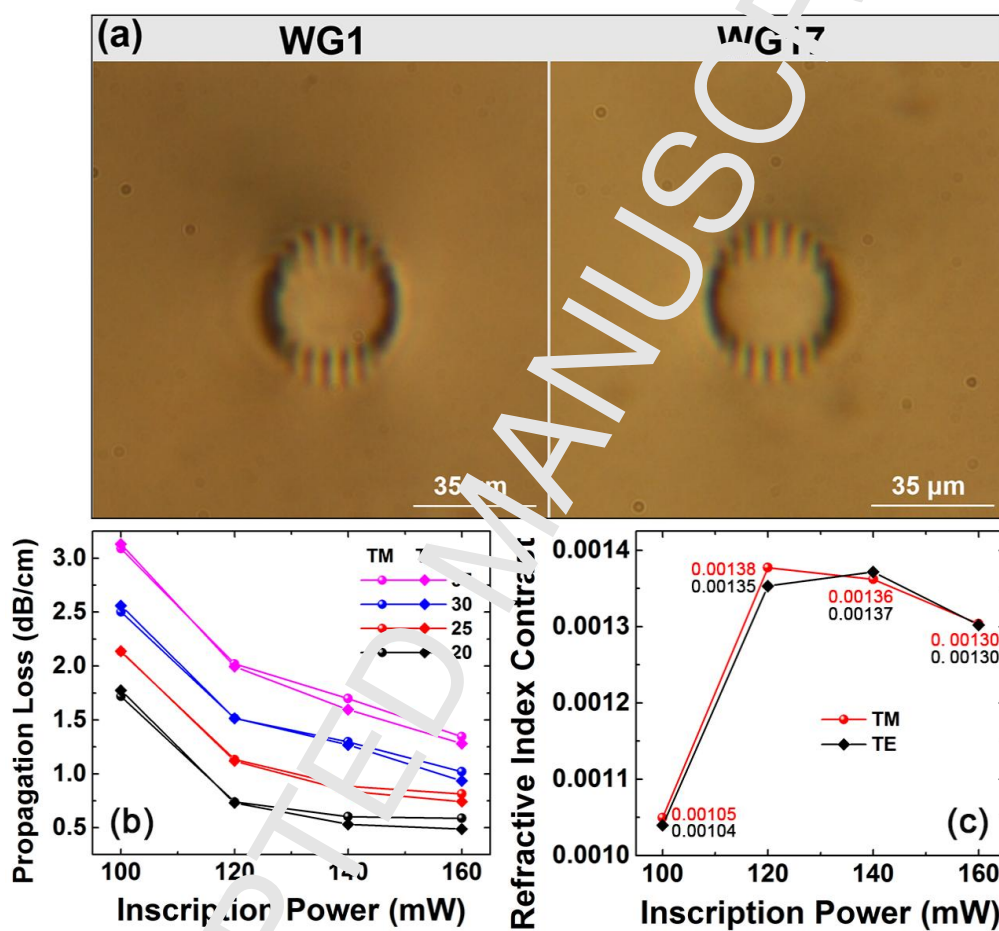 (a)
WG1
WG17
MANUSCR
35 µm
35 µm
Propagation Loss (dB/cm)
3.0
2.5
2.0
1.5
1.0
0.5
TM
30
25
20
(b)
100 120 140 160
Inscription Power (mW)
PTED
Refractive Index Contrast
0.0014
0.0013
0.0012
0.0011
0.0010
0.00138
0.00135
0.00136
0.00137
0.00130
0.00130
TM
TE
0.00105
0.00104
(c)
100 120 140 160
Inscription Power (mW)